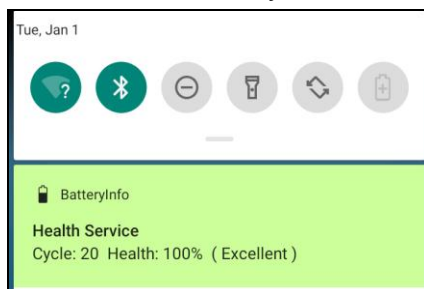 Tue, Jan 1
?
BatteryInfo
Health Service
Cycle: 20 Health: 100% ( Excellent )